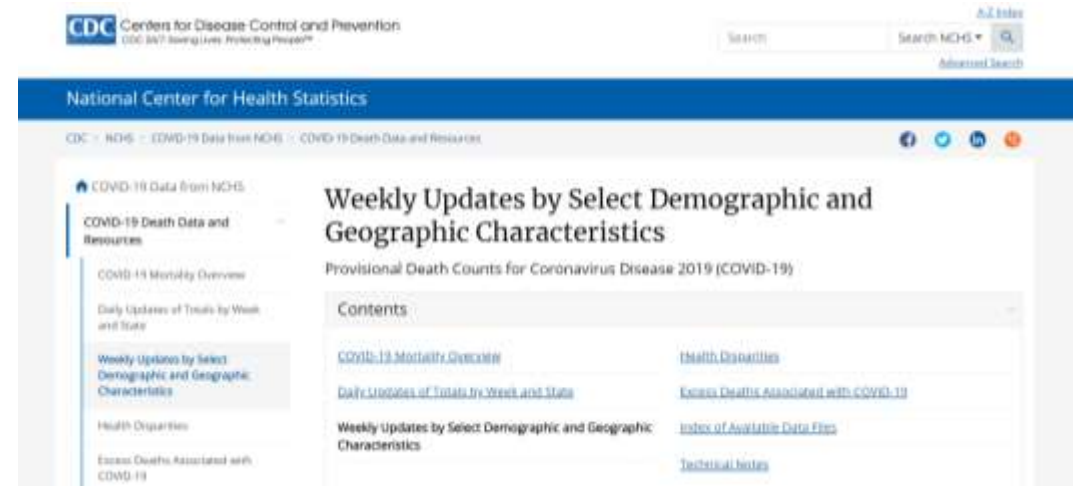 A-Z Index
CDC Centers for Disease Control and Prevention
CDC 24/7: Saving Lives, Protecting People™
Search
Search NCHS
Advanced Search
National Center for Health Statistics
CDC > NCHS > COVID-19 Data from NCHS > COVID-19 Death Data and Resources
COVID-19 Data from NCHS
COVID-19 Death Data and
Resources
COVID-19 Mortality Overview
Daily Updates of Totals by Week
and State
Weekly Updates by Select
Demographic and Geographic
Characteristics
Health Disparities
Excess Deaths Associated with
COVID-19
Weekly Updates by Select Demographic and
Geographic Characteristics
Provisional Death Counts for Coronavirus Disease 2019 (COVID-19)
Contents
COVID-19 Mortality Overview
Daily Updates of Totals by Week and State
Weekly Updates by Select Demographic and Geographic
Characteristics
Health Disparities
Excess Deaths Associated with COVID-19
Index of Available Data Files
Technical Notes